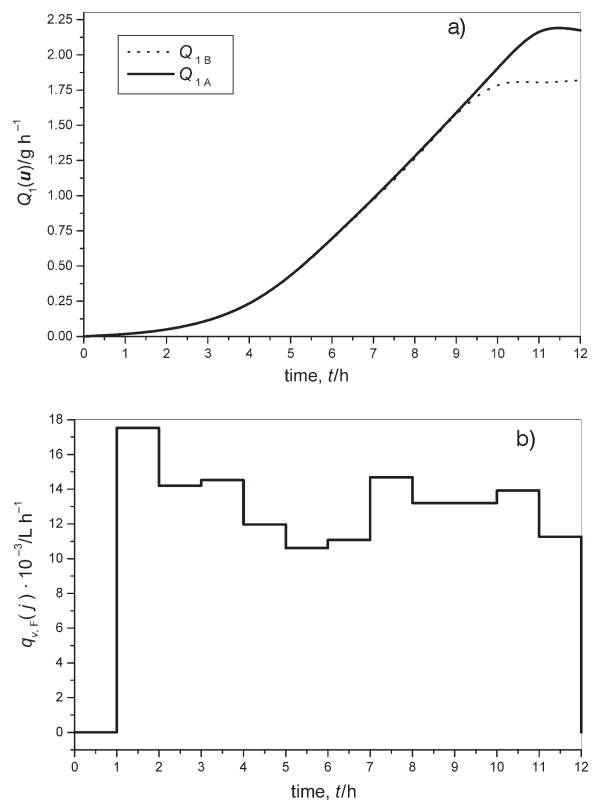 a)
Q 1 B
Q 1 A
2.25
2.00
1.75
1.50
1.25
1.00
0.75
0.50
0.25
0.00
Q1(u)/g h−1
0 1 2 3 4 5 6 7 8 9 10 11 12
time, t/h
b)
18
16
14
12
10
8
6
4
2
0
qv, F( j ) · 10−3/L h−1
0 1 2 3 4 5 6 7 8 9 10 11 12
time, t/h